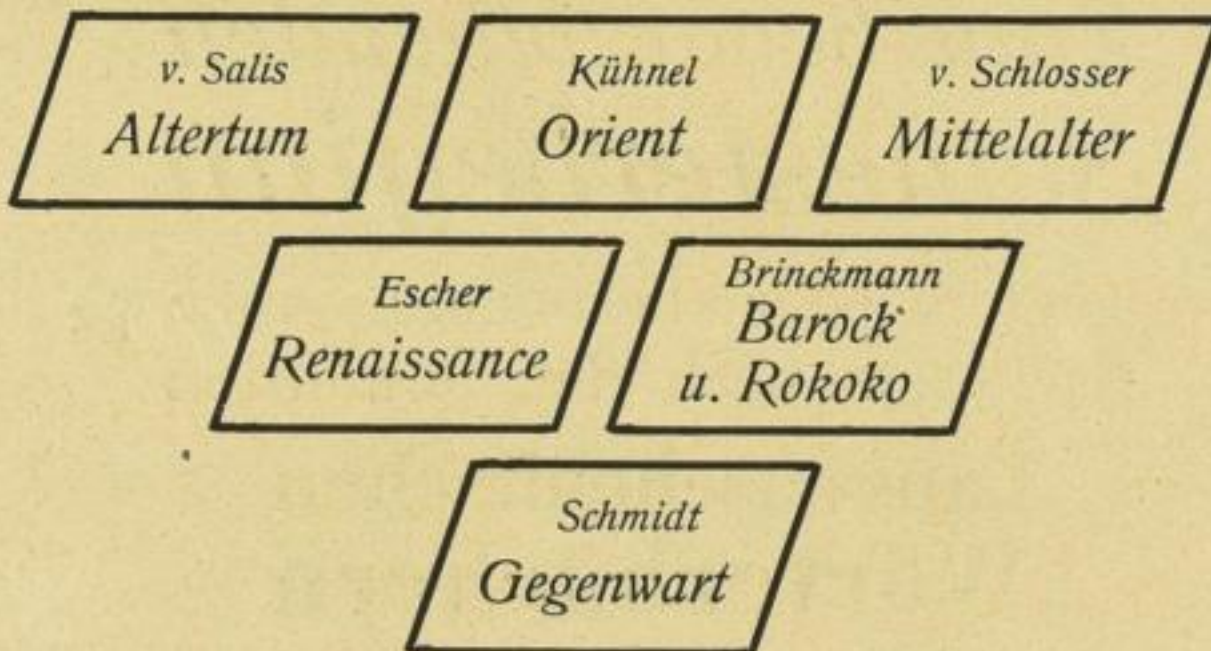 v. Salis
Altertum
Kühnel
Orient
v. Schlosser
Mittelalter
Escher
Renaissance
Brinckmann
Barock
u. Rokoko
Schmidt
Gegenwart